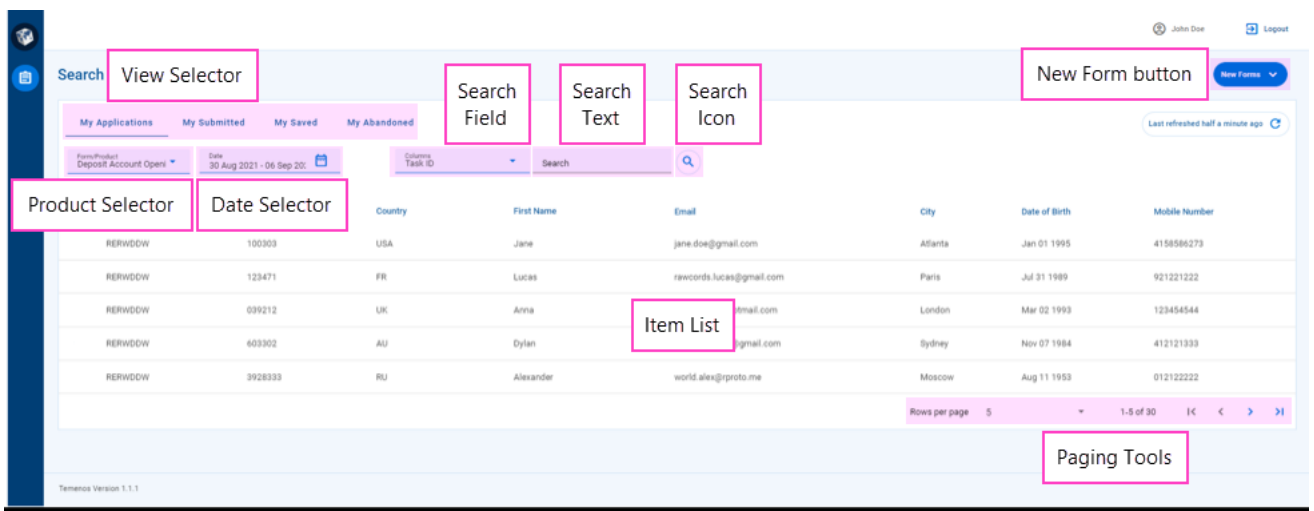 John Doe Logout
Search View Selector Search Field Search Text Search Icon New Form button New Forms
My Applications My Submitted My Saved My Abandoned Last refreshed half a minute ago
Form/Product Date Columns
Deposit Account Openi 30 Aug 2021 - 06 Sep 202 Task ID Search
Product Selector Date Selector Country First Name Email City Date of Birth Mobile Number
RERWDDW 100303 USA Jane jane.doe@gmail.com Atlanta Jan 01 1995 4158586273
RERWDDW 123471 FR Lucas rawcords.lucas@gmail.com Paris Jul 31 1989 921221222
RERWDDW 039212 UK Anna tmail.com London Mar 02 1993 123454544
Item List
RERWDDW 603302 AU Dylan gmail.com Sydney Nov 07 1984 412121333
RERWDDW 3928333 RU Alexander world.alex@rproto.me Moscow Aug 11 1953 012122222
Rows per page 5 1-5 of 30
Paging Tools
Temenos Version 1.1.1